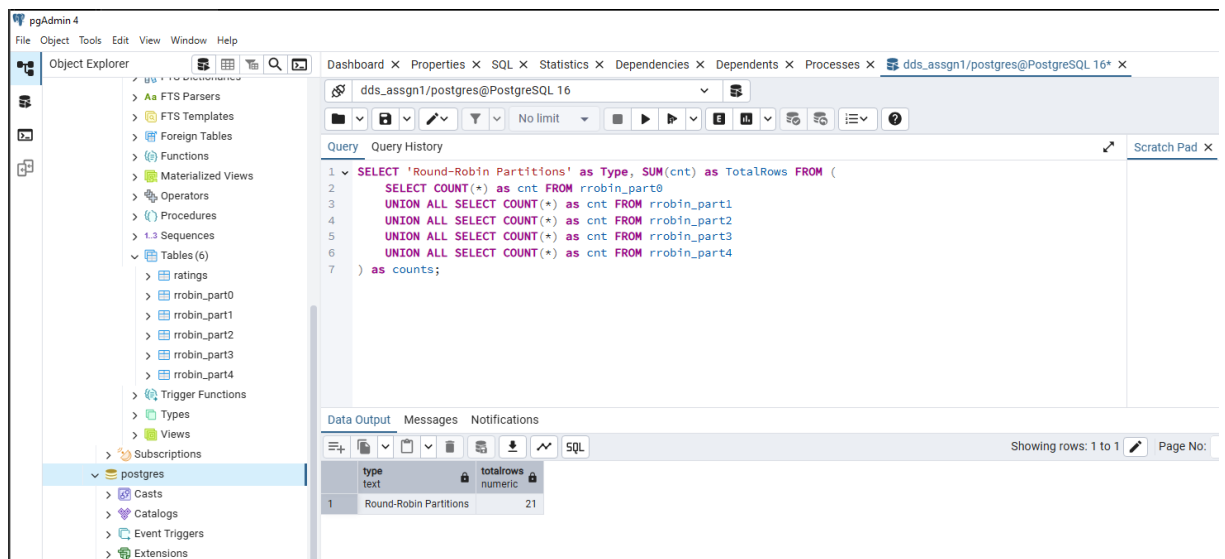 pgAdmin 4
File Object Tools Edit View Window Help
Object Explorer
FTS Dictionaries
Aa FTS Parsers
FTS Templates
Foreign Tables
Functions
Materialized Views
Operators
Procedures
1..3 Sequences
Tables (6)
ratings
rrobin_part0
rrobin_part1
rrobin_part2
rrobin_part3
rrobin_part4
Trigger Functions
Types
Views
Subscriptions
postgres
Casts
Catalogs
Event Triggers
Extensions
Dashboard X Properties X SQL X Statistics X Dependencies X Dependents X Processes X dds_assgn1/postgres@PostgreSQL 16* X
dds_assgn1/postgres@PostgreSQL 16
No limit E
Query Query History
Scratch Pad X
1 SELECT 'Round-Robin Partitions' as Type, SUM(cnt) as TotalRows FROM (
2 SELECT COUNT(*) as cnt FROM rrobin_part0
3 UNION ALL SELECT COUNT(*) as cnt FROM rrobin_part1
4 UNION ALL SELECT COUNT(*) as cnt FROM rrobin_part2
5 UNION ALL SELECT COUNT(*) as cnt FROM rrobin_part3
6 UNION ALL SELECT COUNT(*) as cnt FROM rrobin_part4
7 ) as counts;
Data Output Messages Notifications
SQL Showing rows: 1 to 1 Page No:
type totalrows
text numeric
1 Round-Robin Partitions 21